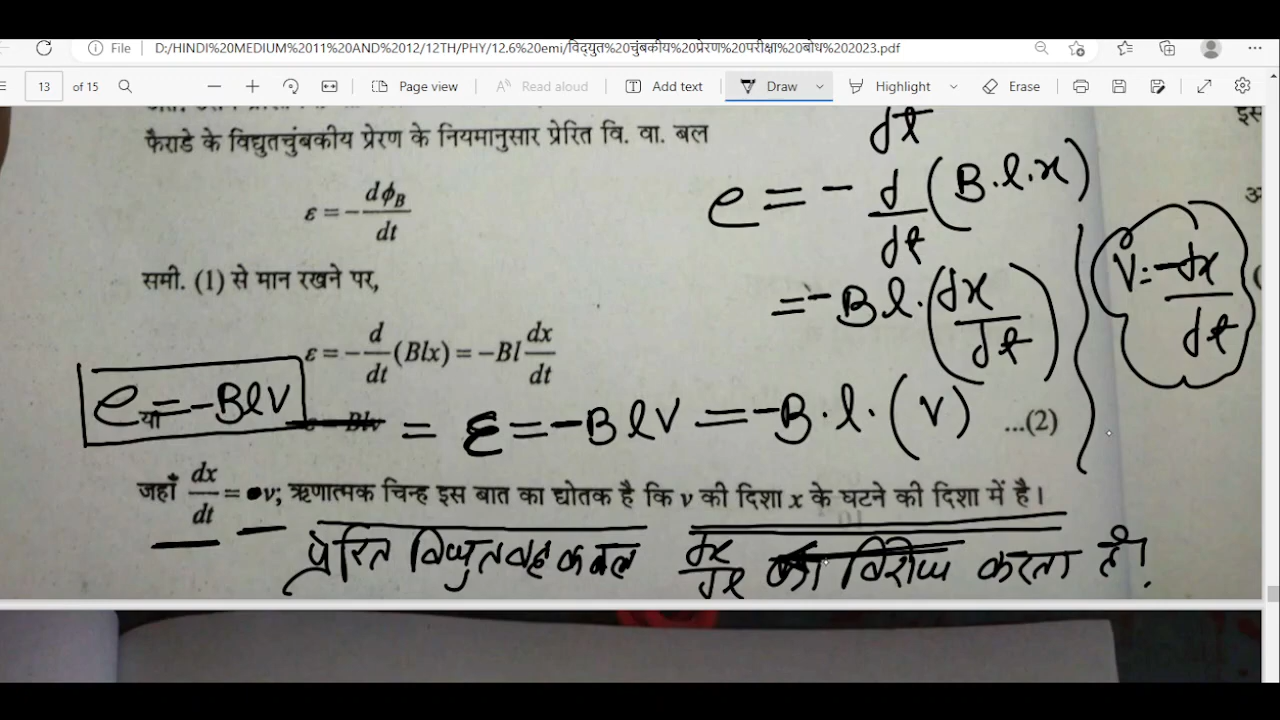 File D:/HINDI%20MEDIUM%2011%20AND%2012/12TH/PHY/12.6%20emi/विद्युत%20चुंबकीय%20प्रेरण%20परीक्षा%20बोध%202023.pdf
13 of 15 Page view Read aloud Add text Draw Highlight Erase
dt
फैराडे के विद्युतचुंबकीय प्रेरण के नियमानुसार प्रेरित वि. वा. बल
इस
e = - d/dt (B.l.x)
ε = - dφB/dt
= - Bl.(dx/dt)
V = -dx/dt
समी. (1) से मान रखने पर,
ε = - d/dt (Blx) = -Bl dx/dt
e = -BlV
या
= ε = -BlV = -B.l.(V) ...(2)
जहाँ dx/dt = v; ऋणात्मक चिन्ह इस बात का द्योतक है कि v की दिशा x के घटने की दिशा में है।
प्रेरित dx/dt का विरोध करता है।